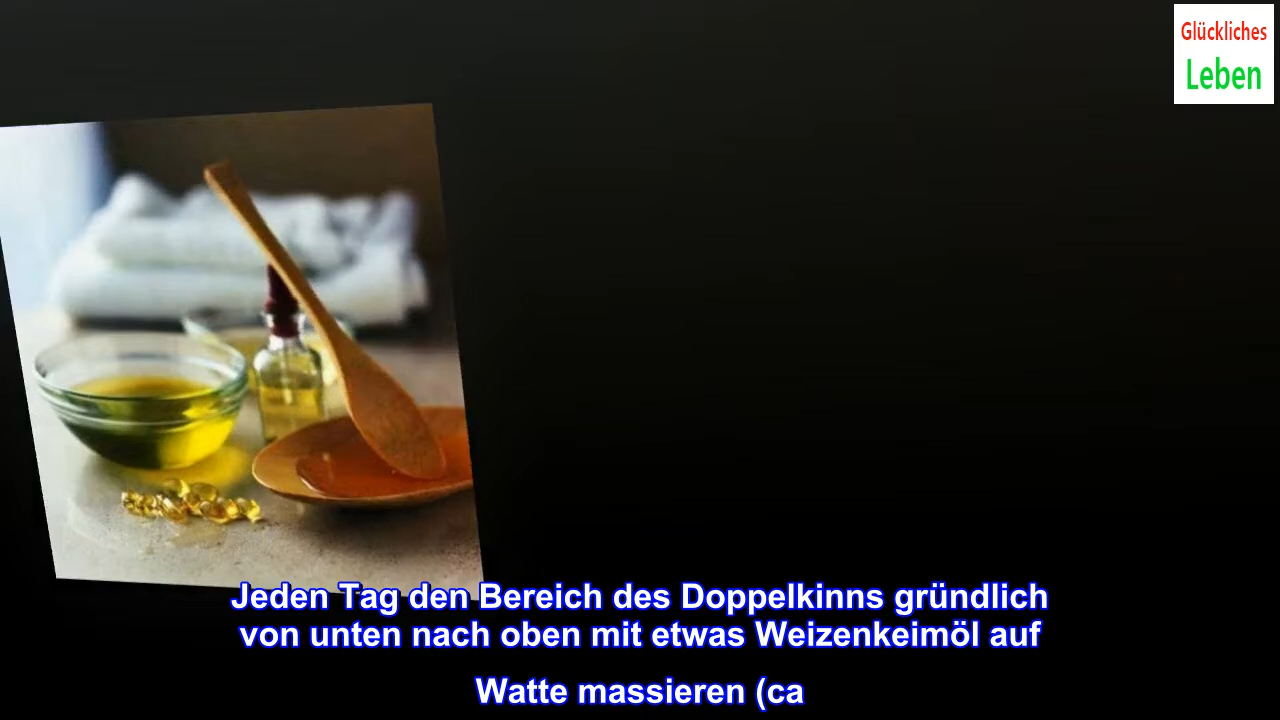 Glückliches
Leben
Jeden Tag den Bereich des Doppelkinns gründlich
von unten nach oben mit etwas Weizenkeimöl auf
Watte massieren (ca